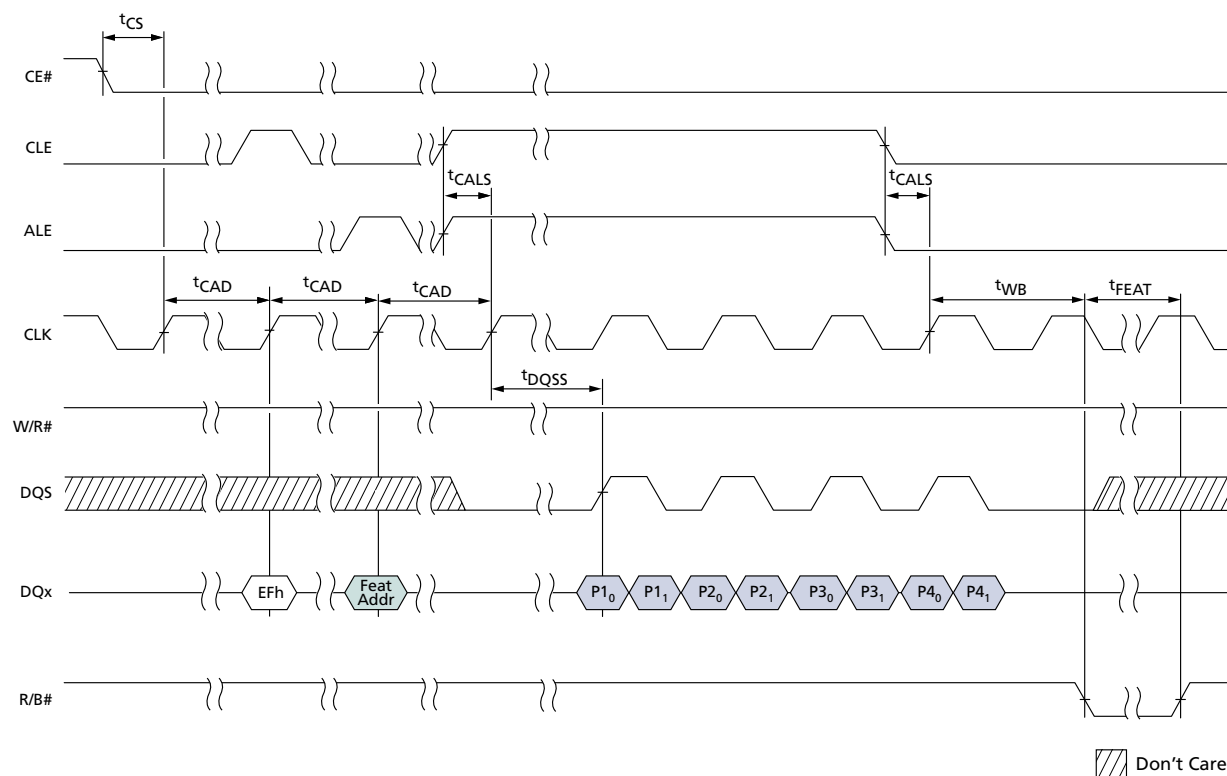 tCS
CE#
CLE
tCALS tCALS
ALE
tCAD tCAD tCAD tWB tFEAT
CLK
tDQSS
W/R#
DQS
DQx EFh Feat Addr P1₀ P1₁ P2₀ P2₁ P3₀ P3₁ P4₀ P4₁
R/B#
Don't Care